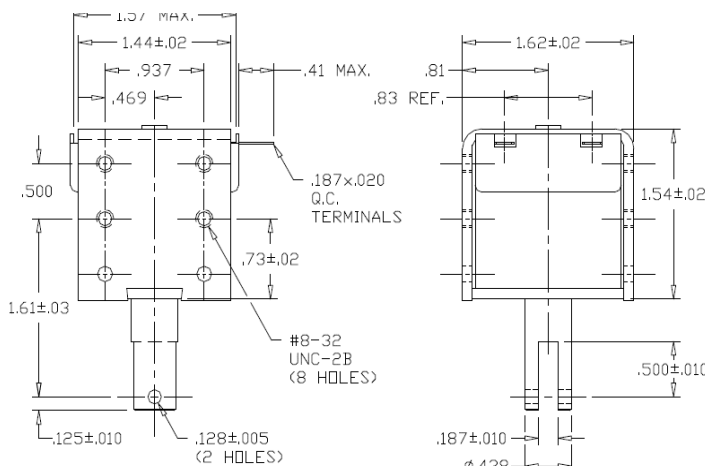 1.57 MAX.
1.44±.02
.937
.469
.41 MAX.
.500
.187x.020
Q.C.
TERMINALS
.73±.02
1.61±.03
#8-32
UNC-2B
(8 HOLES)
.125±.010
.128±.005
(2 HOLES)
1.62±.02
.81
.83 REF.
1.54±.02
.500±.010
.187±.010